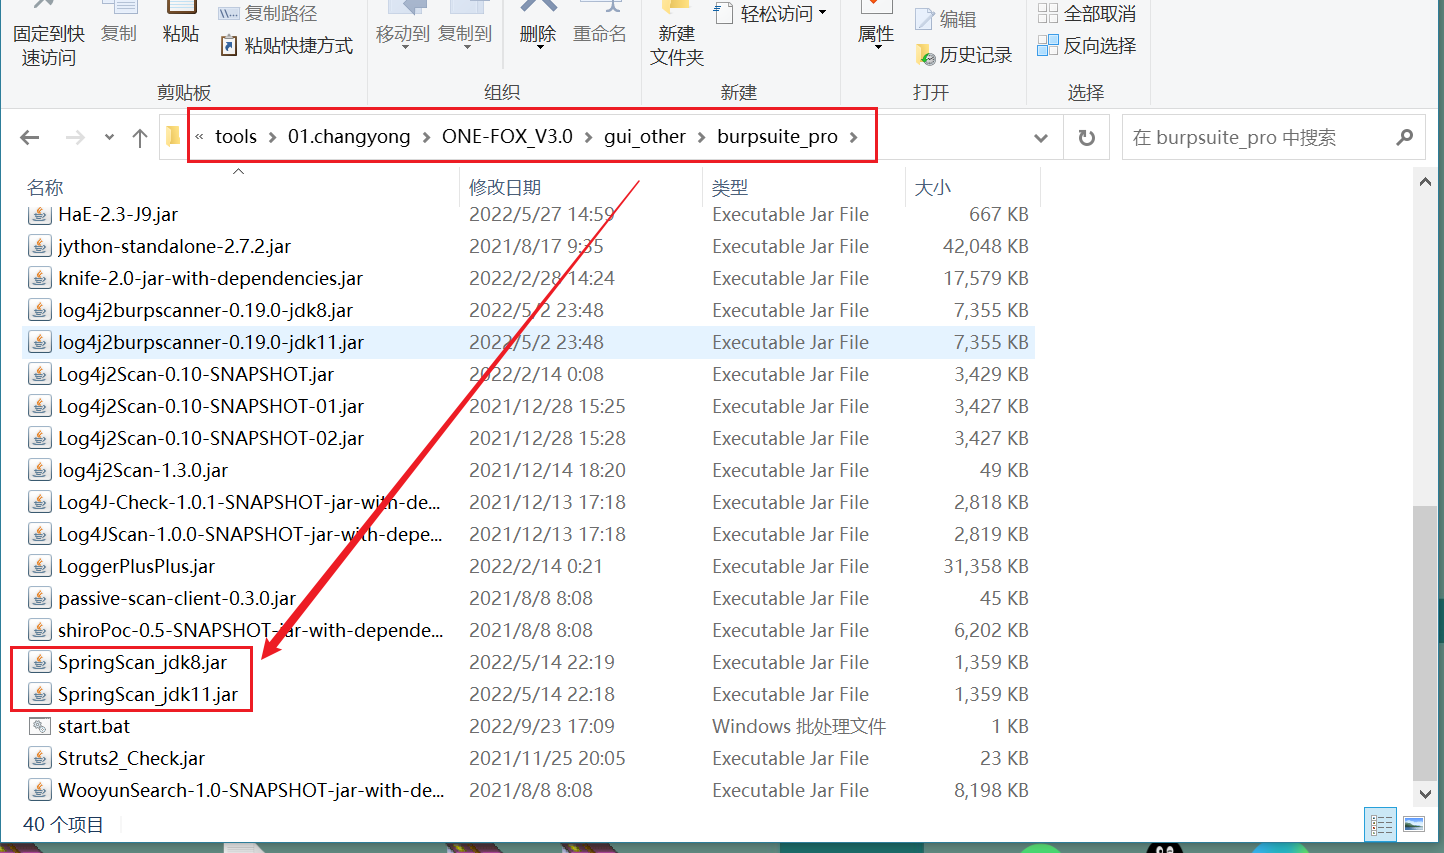 固定到快
速访问
复制
粘贴
复制路径
粘贴快捷方式
剪贴板
移动到
复制到
删除
重命名
组织
新建
文件夹
轻松访问
新建
属性
编辑
历史记录
打开
全部取消
反向选择
选择
« tools > 01.changyong > ONE-FOX_V3.0 > gui_other > burpsuite_pro >
在 burpsuite_pro 中搜索
名称 修改日期 类型 大小
HaE-2.3-J9.jar 2022/5/27 14:59 Executable Jar File 667 KB
jython-standalone-2.7.2.jar 2021/8/17 9:35 Executable Jar File 42,048 KB
knife-2.0-jar-with-dependencies.jar 2022/2/28 14:24 Executable Jar File 17,579 KB
log4j2burpscanner-0.19.0-jdk8.jar 2022/5/2 23:48 Executable Jar File 7,355 KB
log4j2burpscanner-0.19.0-jdk11.jar 2022/5/2 23:48 Executable Jar File 7,355 KB
Log4j2Scan-0.10-SNAPSHOT.jar 2022/2/14 0:08 Executable Jar File 3,429 KB
Log4j2Scan-0.10-SNAPSHOT-01.jar 2021/12/28 15:25 Executable Jar File 3,427 KB
Log4j2Scan-0.10-SNAPSHOT-02.jar 2021/12/28 15:28 Executable Jar File 3,427 KB
log4j2Scan-1.3.0.jar 2021/12/14 18:20 Executable Jar File 49 KB
Log4J-Check-1.0.1-SNAPSHOT-jar-with-de... 2021/12/13 17:18 Executable Jar File 2,818 KB
Log4JScan-1.0.0-SNAPSHOT-jar-with-depe... 2021/12/13 17:18 Executable Jar File 2,819 KB
LoggerPlusPlus.jar 2022/2/14 0:21 Executable Jar File 31,358 KB
passive-scan-client-0.3.0.jar 2021/8/8 8:08 Executable Jar File 45 KB
shiroPoc-0.5-SNAPSHOT-jar-with-depende... 2021/8/8 8:08 Executable Jar File 6,202 KB
SpringScan_jdk8.jar 2022/5/14 22:19 Executable Jar File 1,359 KB
SpringScan_jdk11.jar 2022/5/14 22:18 Executable Jar File 1,359 KB
start.bat 2022/9/23 17:09 Windows 批处理文件 1 KB
Struts2_Check.jar 2021/11/25 20:05 Executable Jar File 23 KB
WooyunSearch-1.0-SNAPSHOT-jar-with-de... 2021/8/8 8:08 Executable Jar File 8,198 KB
40 个项目